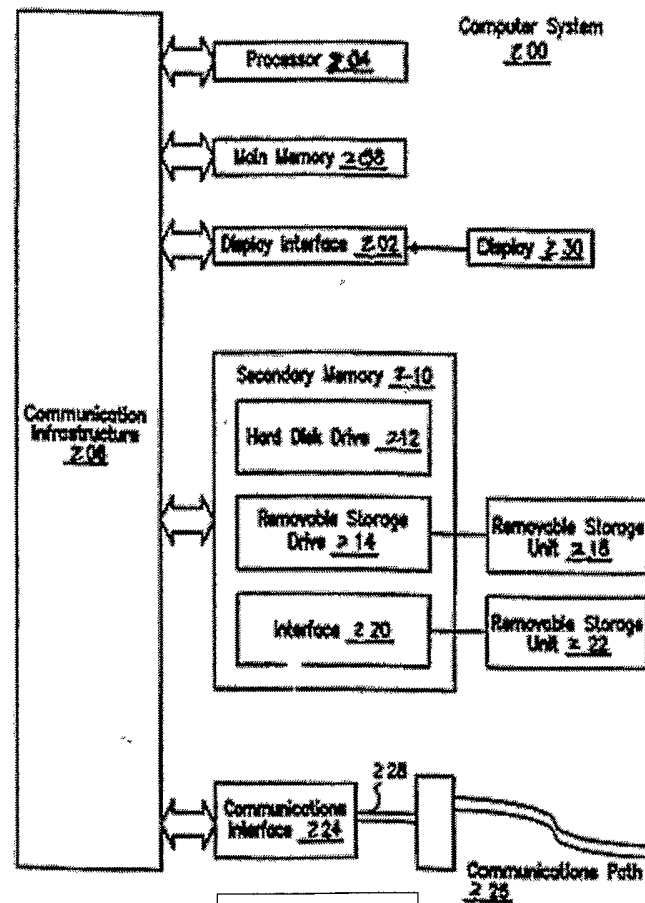 Computer System
200
Processor 204
Main Memory 208
Display Interface 202
Display 230
Communication
Infrastructure
206
Secondary Memory 210
Hard Disk Drive 212
Removable Storage
Drive 214
Removable Storage
Unit 218
Interface 220
Removable Storage
Unit 222
228
Communications
Interface 224
Communications Path
226